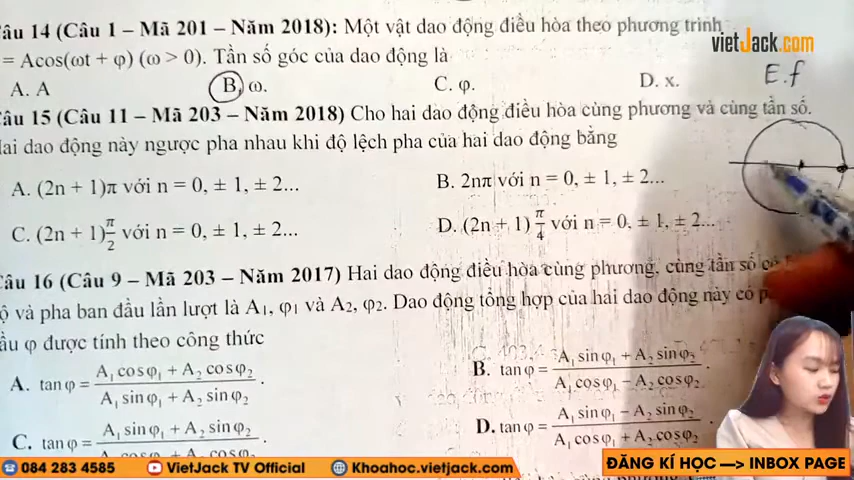 âu 14 (Câu 1 – Mã 201 – Năm 2018): Một vật dao động điều hòa theo phương trình
= Acos(ωt + φ) (ω > 0). Tần số góc của dao động là
vietJack.com
E.f
A. A B. ω. C. φ. D. x.
Câu 15 (Câu 11 – Mã 203 – Năm 2018) Cho hai dao động điều hòa cùng phương và cùng tần số.
Hai dao động này ngược pha nhau khi độ lệch pha của hai dao động bằng
A. (2n + 1)π với n = 0, ± 1, ± 2... B. 2nπ với n = 0, ± 1, ± 2...
C. (2n + 1)π/2 với n = 0, ± 1, ± 2... D. (2n + 1) π/4 với n = 0, ± 1, ± 2...
Câu 16 (Câu 9 – Mã 203 – Năm 2017) Hai dao động điều hòa cùng phương, cùng tần số có
ộ và pha ban đầu lần lượt là A₁, φ₁ và A₂, φ₂. Dao động tổng hợp của hai dao động này có
ầu φ được tính theo công thức
A. tanφ = (A₁cosφ₁ + A₂cosφ₂)/(A₁sinφ₁ + A₂sinφ₂). B. tanφ = (A₁sinφ₁ + A₂sinφ₂)/(A₁cosφ₁ – A₂cosφ₂).
C. tanφ = (A₁sinφ₁ + A₂sinφ₂)/(A₁cosφ₁ + A₂cosφ₂). D. tanφ = (A₁sinφ₁ – A₂sinφ₂)/(A₁cosφ₁ + A₂cosφ₂).
084 283 4585 VietJack TV Official Khoahoc.vietjack.com
ĐĂNG KÍ HỌC —> INBOX PAGE